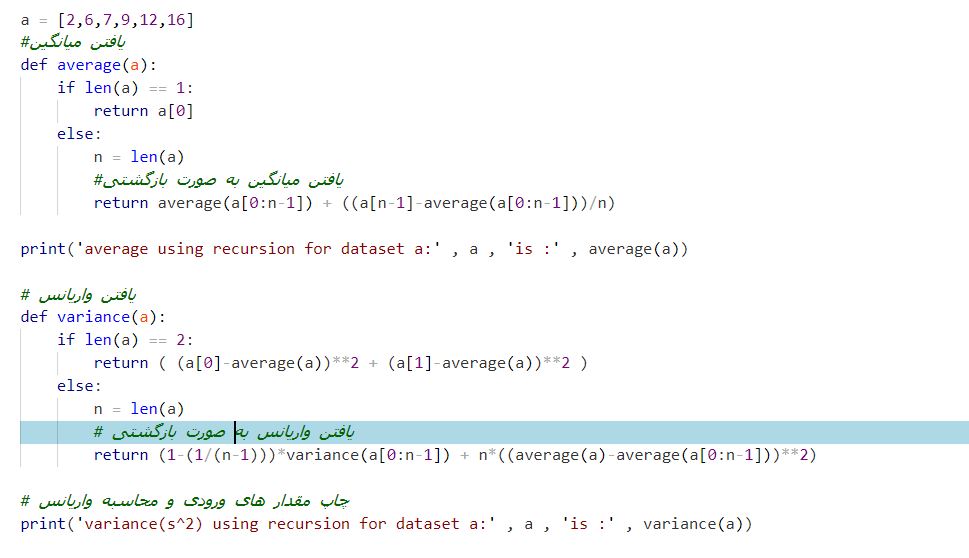 a = [2,6,7,9,12,16]
#یافتن میانگین
def average(a):
    if len(a) == 1:
        return a[0]
    else:
        n = len(a)
        #یافتن میانگین به صورت بازگشتی
        return average(a[0:n-1]) + ((a[n-1]-average(a[0:n-1]))/n)

print('average using recursion for dataset a:' , a , 'is :' , average(a))

# یافتن واریانس
def variance(a):
    if len(a) == 2:
        return ( (a[0]-average(a))**2 + (a[1]-average(a))**2 )
    else:
        n = len(a)
        # یافتن واریانس به صورت بازگشتی
        return (1-(1/(n-1)))*variance(a[0:n-1]) + n*((average(a)-average(a[0:n-1]))**2)

# چاپ مقدار های ورودی و محاسبه واریانس
print('variance(s^2) using recursion for dataset a:' , a , 'is :' , variance(a))